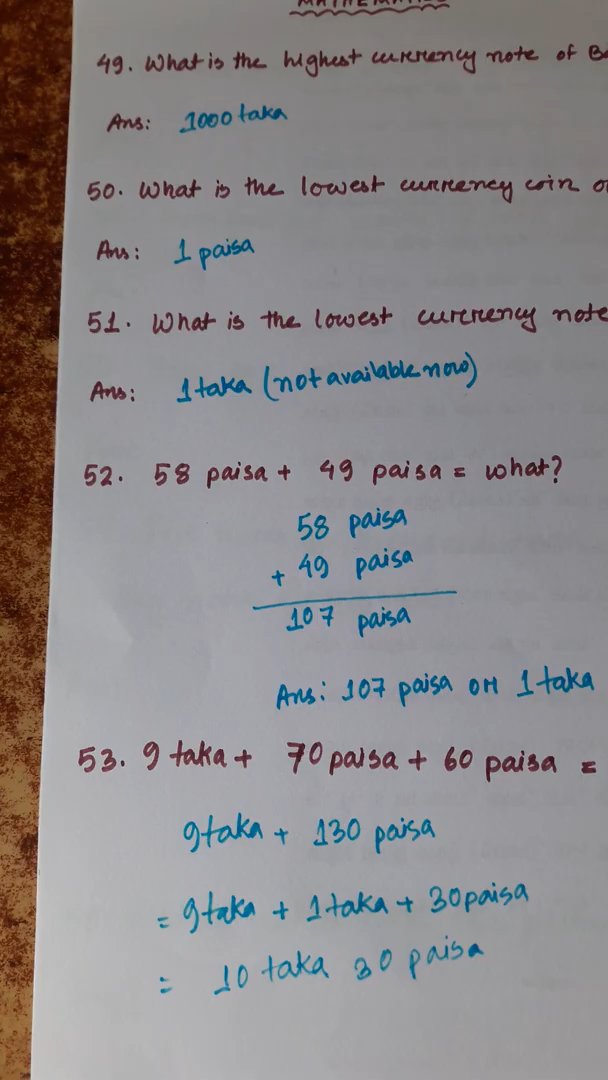 MATHEMATICS
49. What is the highest currency note of
Ans: 1000 taka
50. What is the lowest currency coin
Ans: 1 paisa
51. What is the lowest currency note
Ans: 1 taka (not available now)
52. 58 paisa + 49 paisa = what?
58 paisa
+ 49 paisa
107 paisa
Ans: 107 paisa or 1 taka
53. 9 taka + 70 paisa + 60 paisa =
9 taka + 130 paisa
= 9 taka + 1 taka + 30 paisa
= 10 taka 30 paisa